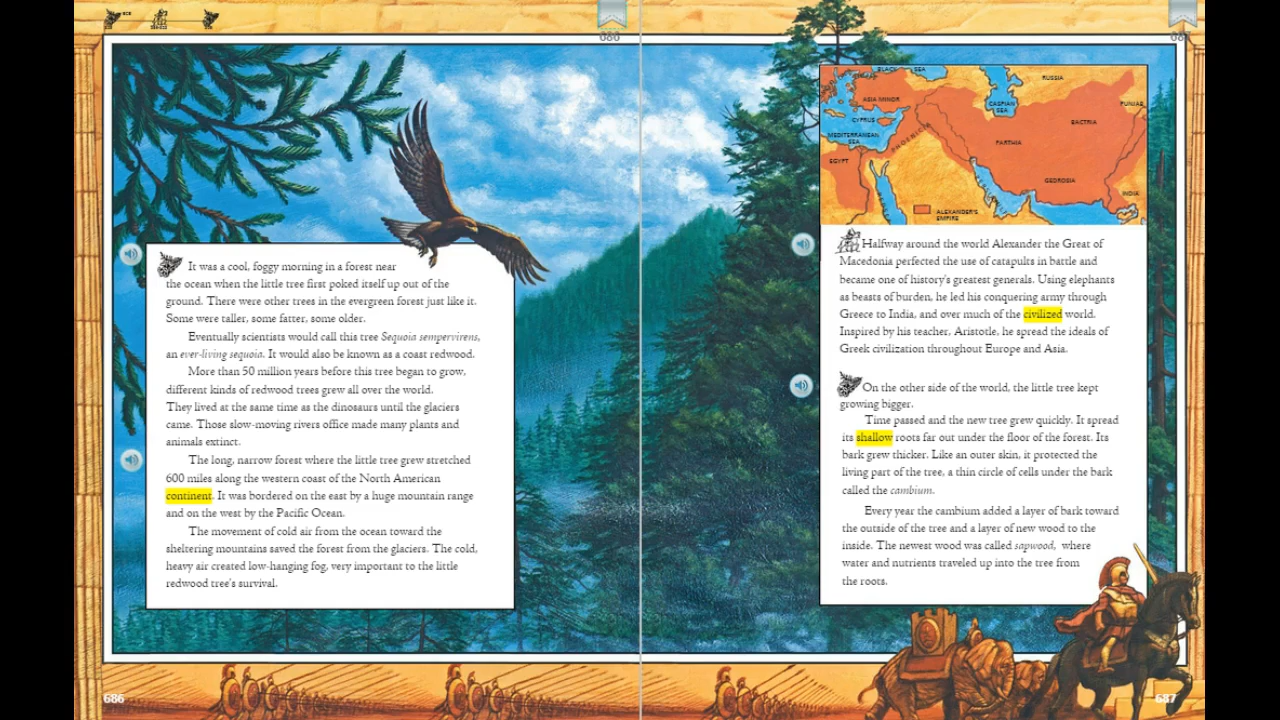 686
687
It was a cool, foggy morning in a forest near
the ocean when the little tree first poked itself up out of the
ground. There were other trees in the evergreen forest just like it.
Some were taller, some fatter, some older.
Eventually scientists would call this tree Sequoia sempervirens,
an ever-living sequoia. It would also be known as a coast redwood.
More than 50 million years before this tree began to grow,
different kinds of redwood trees grew all over the world.
They lived at the same time as the dinosaurs until the glaciers
came. Those slow-moving rivers office made many plants and
animals extinct.
The long, narrow forest where the little tree grew stretched
600 miles along the western coast of the North American
continent. It was bordered on the east by a huge mountain range
and on the west by the Pacific Ocean.
The movement of cold air from the ocean toward the
sheltering mountains saved the forest from the glaciers. The cold,
heavy air created low-hanging fog, very important to the little
redwood tree's survival.
686
BLACK SEA
RUSSIA
ASIA MINOR
CASPIAN
SEA
PUNJAB
CYPRUS
BACTRIA
MEDITERRANEAN
SEA
PHOENICIA
PARTHIA
EGYPT
GEDROSIA
INDIA
ALEXANDER'S
EMPIRE
Halfway around the world Alexander the Great of
Macedonia perfected the use of catapults in battle and
became one of history's greatest generals. Using elephants
as beasts of burden, he led his conquering army through
Greece to India, and over much of the civilized world.
Inspired by his teacher, Aristotle, he spread the ideals of
Greek civilization throughout Europe and Asia.
On the other side of the world, the little tree kept
growing bigger.
Time passed and the new tree grew quickly. It spread
its shallow roots far out under the floor of the forest. Its
bark grew thicker. Like an outer skin, it protected the
living part of the tree, a thin circle of cells under the bark
called the cambium.
Every year the cambium added a layer of bark toward
the outside of the tree and a layer of new wood to the
inside. The newest wood was called sapwood, where
water and nutrients traveled up into the tree from
the roots.
687